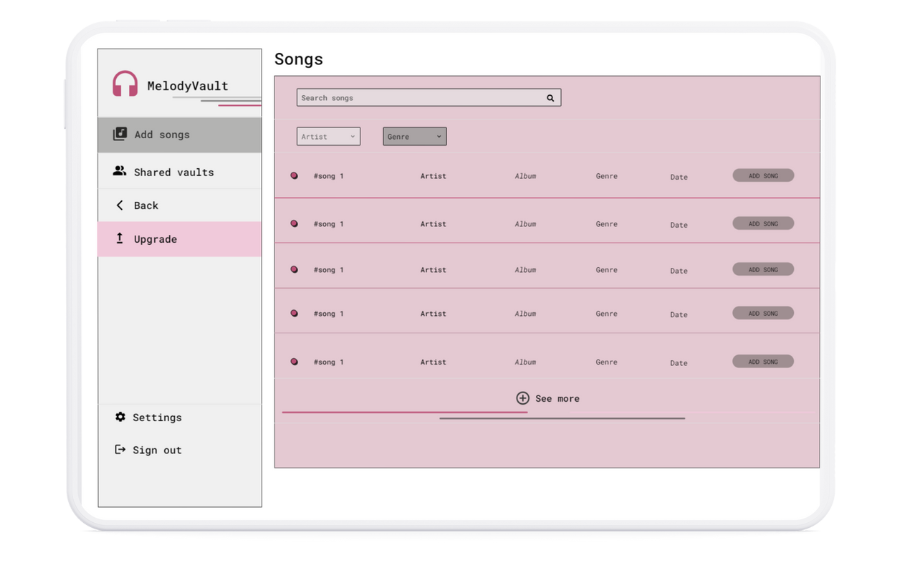 Songs
MelodyVault
Add songs
Shared vaults
Back
Upgrade
Settings
Sign out
Search songs
Artist Genre
#song 1 Artist Album Genre Date ADD SONG
#song 1 Artist Album Genre Date ADD SONG
#song 1 Artist Album Genre Date ADD SONG
#song 1 Artist Album Genre Date ADD SONG
#song 1 Artist Album Genre Date ADD SONG
See more